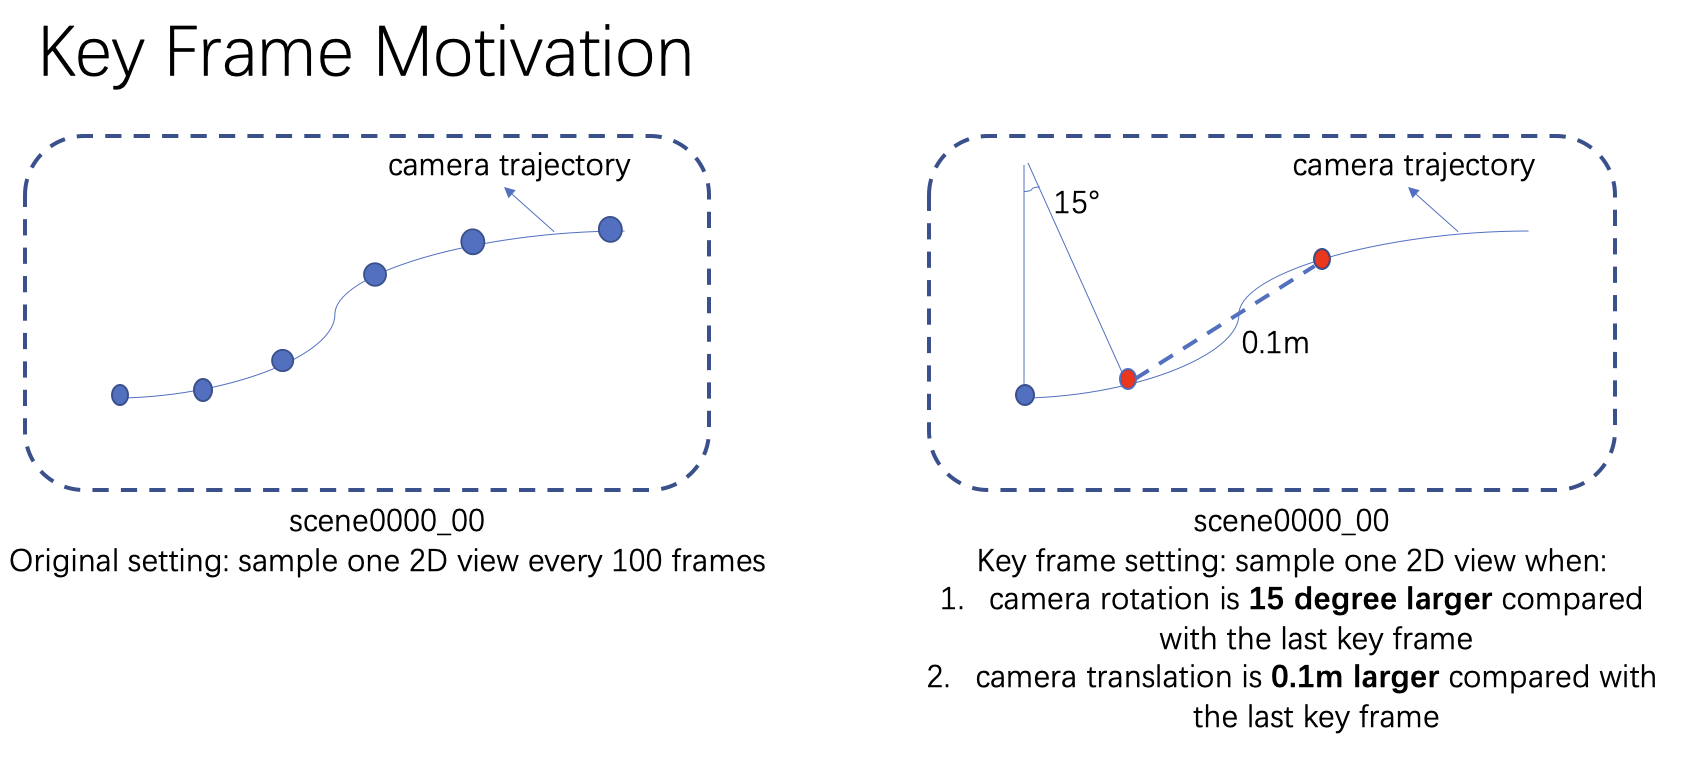 Key Frame Motivation
camera trajectory
scene0000_00
Original setting: sample one 2D view every 100 frames
camera trajectory
15°
0.1m
scene0000_00
Key frame setting: sample one 2D view when:
1. camera rotation is 15 degree larger compared
with the last key frame
2. camera translation is 0.1m larger compared with
the last key frame